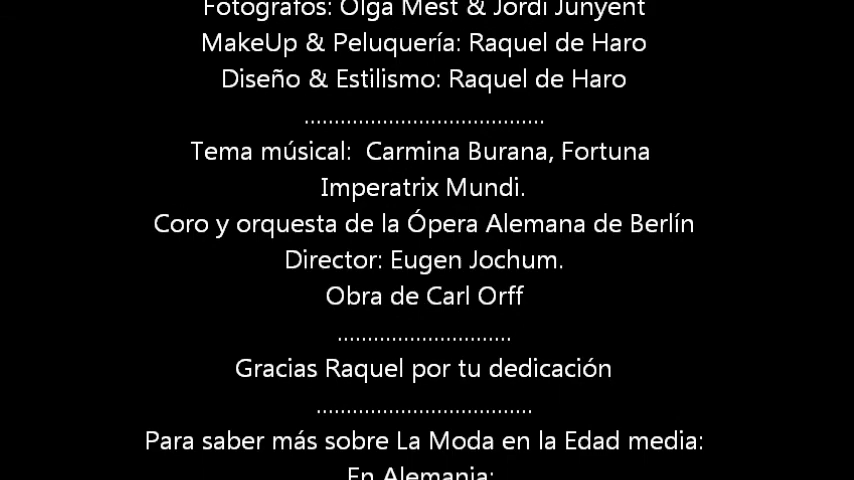 Fotógrafos: Olga Mest & Jordi Junyent
MakeUp & Peluquería: Raquel de Haro
Diseño & Estilismo: Raquel de Haro
........................................
Tema músical:  Carmina Burana, Fortuna
Imperatrix Mundi.
Coro y orquesta de la Ópera Alemana de Berlín
Director: Eugen Jochum.
Obra de Carl Orff
.............................
Gracias Raquel por tu dedicación
....................................
Para saber más sobre La Moda en la Edad media:
En Alemania: